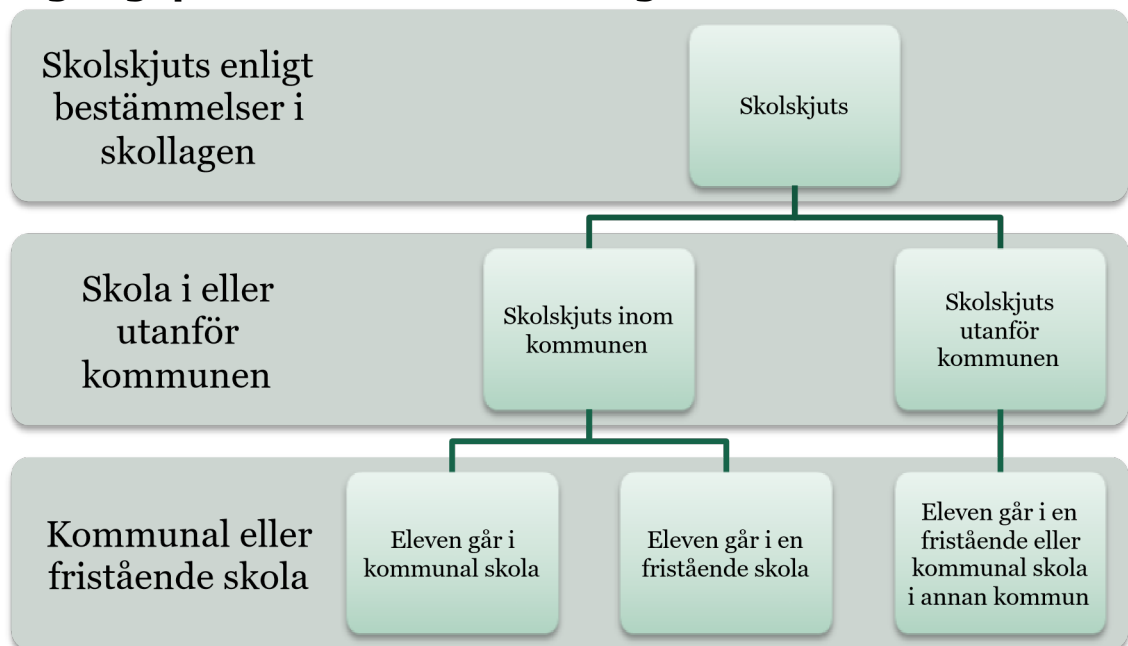 Skolskjuts enligt
bestämmelser i
skollagen
Skolskjuts
Skola i eller
utanför
kommunen
Skolskjuts inom
kommunen
Skolskjuts
utanför
kommunen
Kommunal eller
fristående skola
Eleven går i
kommunal skola
Eleven går i en
fristående skola
Eleven går i en
fristående eller
kommunal skola
i annan kommun